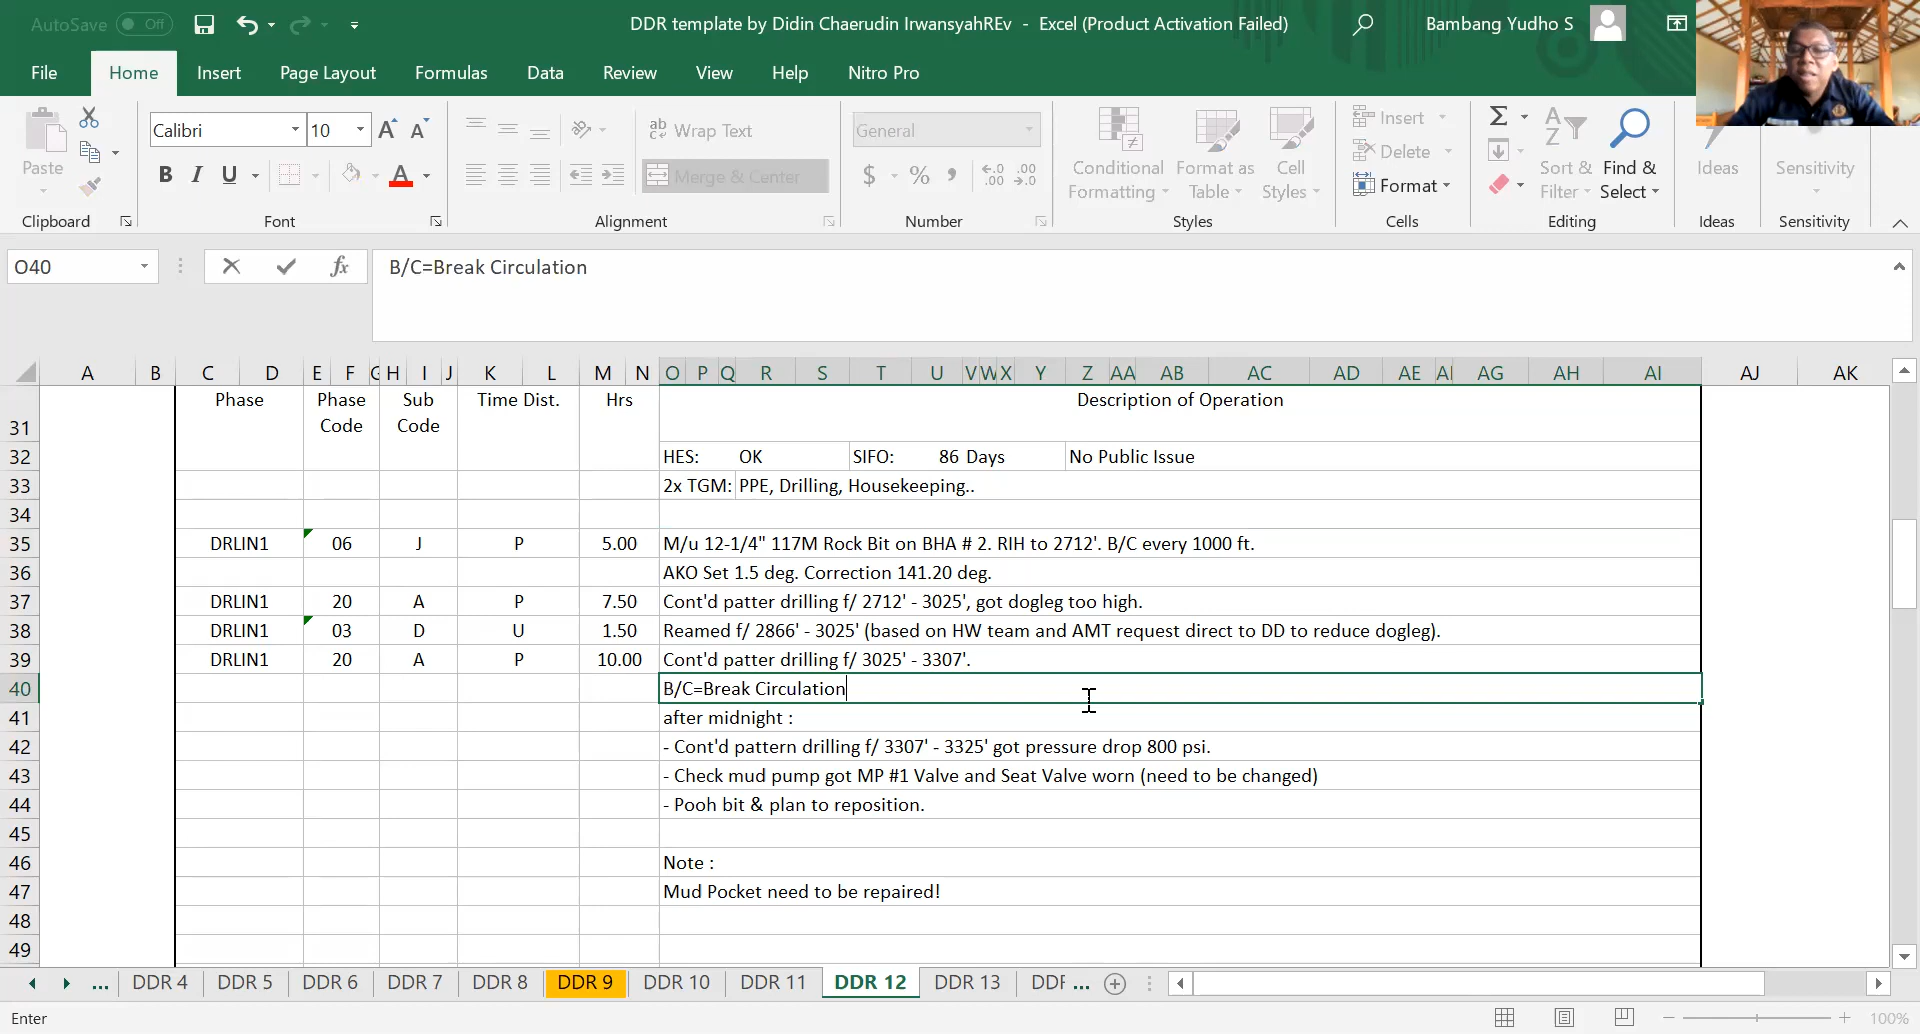 AutoSave Off
DDR template by Didin Chaerudin IrwansyahREv - Excel (Product Activation Failed)
Bambang Yudho S
File Home Insert Page Layout Formulas Data Review View Help Nitro Pro
Calibri 10 Wrap Text General
Paste B I U Merge & Center $ % Conditional Formatting Format as Table Cell Styles Insert Delete Format Sort & Filter Find & Select Ideas Sensitivity
Clipboard Font Alignment Number Styles Cells Editing Ideas Sensitivity
O40 fx B/C=Break Circulation
A B C D E F G H I J K L M N O P Q R S T U V W X Y Z AA AB AC AD AE AG AH AI AJ AK
31 Phase Phase Code Sub Code Time Dist. Hrs Description of Operation
32 HES: OK SIFO: 86 Days No Public Issue
33 2x TGM: PPE, Drilling, Housekeeping..
34
35 DRLIN1 06 J P 5.00 M/u 12-1/4" 117M Rock Bit on BHA # 2. RIH to 2712'. B/C every 1000 ft.
36 AKO Set 1.5 deg. Correction 141.20 deg.
37 DRLIN1 20 A P 7.50 Cont'd patter drilling f/ 2712' - 3025', got dogleg too high.
38 DRLIN1 03 D U 1.50 Reamed f/ 2866' - 3025' (based on HW team and AMT request direct to DD to reduce dogleg).
39 DRLIN1 20 A P 10.00 Cont'd patter drilling f/ 3025' - 3307'.
40 B/C=Break Circulation
41 after midnight :
42 - Cont'd pattern drilling f/ 3307' - 3325' got pressure drop 800 psi.
43 - Check mud pump got MP #1 Valve and Seat Valve worn (need to be changed)
44 - Pooh bit & plan to reposition.
45
46 Note :
47 Mud Pocket need to be repaired!
48
49
... DDR 4 DDR 5 DDR 6 DDR 7 DDR 8 DDR 9 DDR 10 DDR 11 DDR 12 DDR 13 ...
Enter 100%